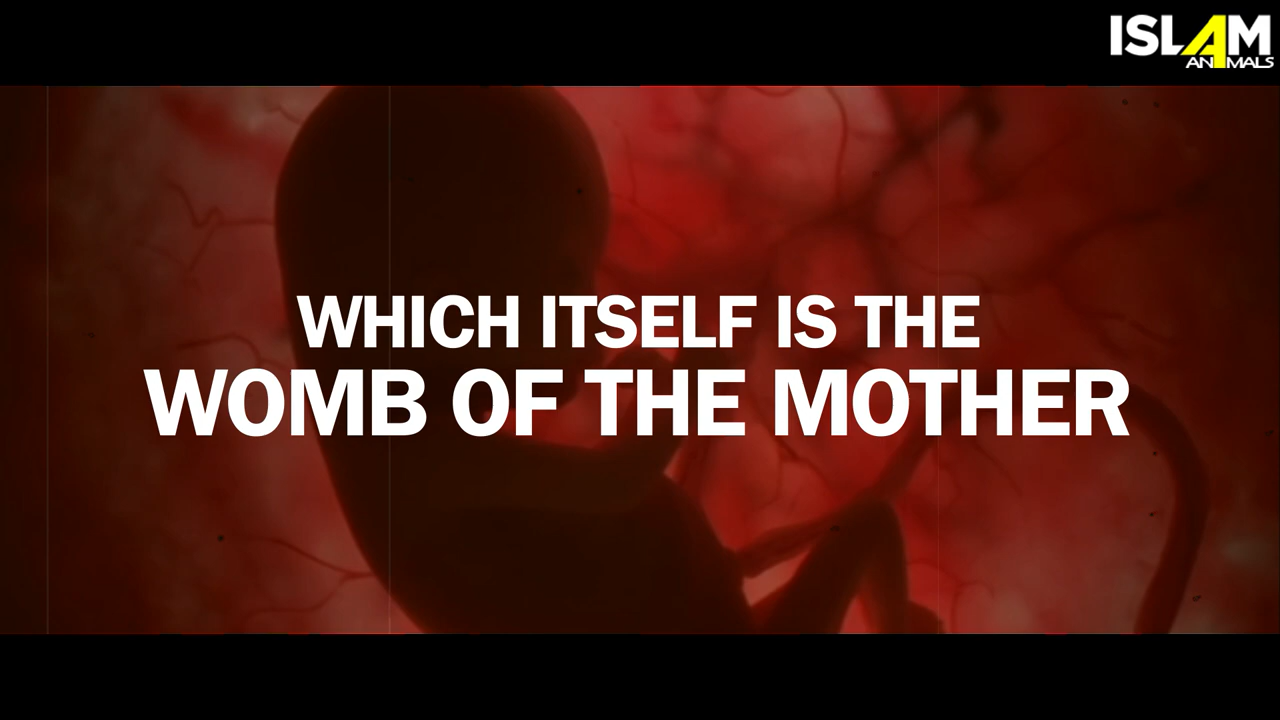 ISLAM
ANIMALS
WHICH ITSELF IS THE
WOMB OF THE MOTHER